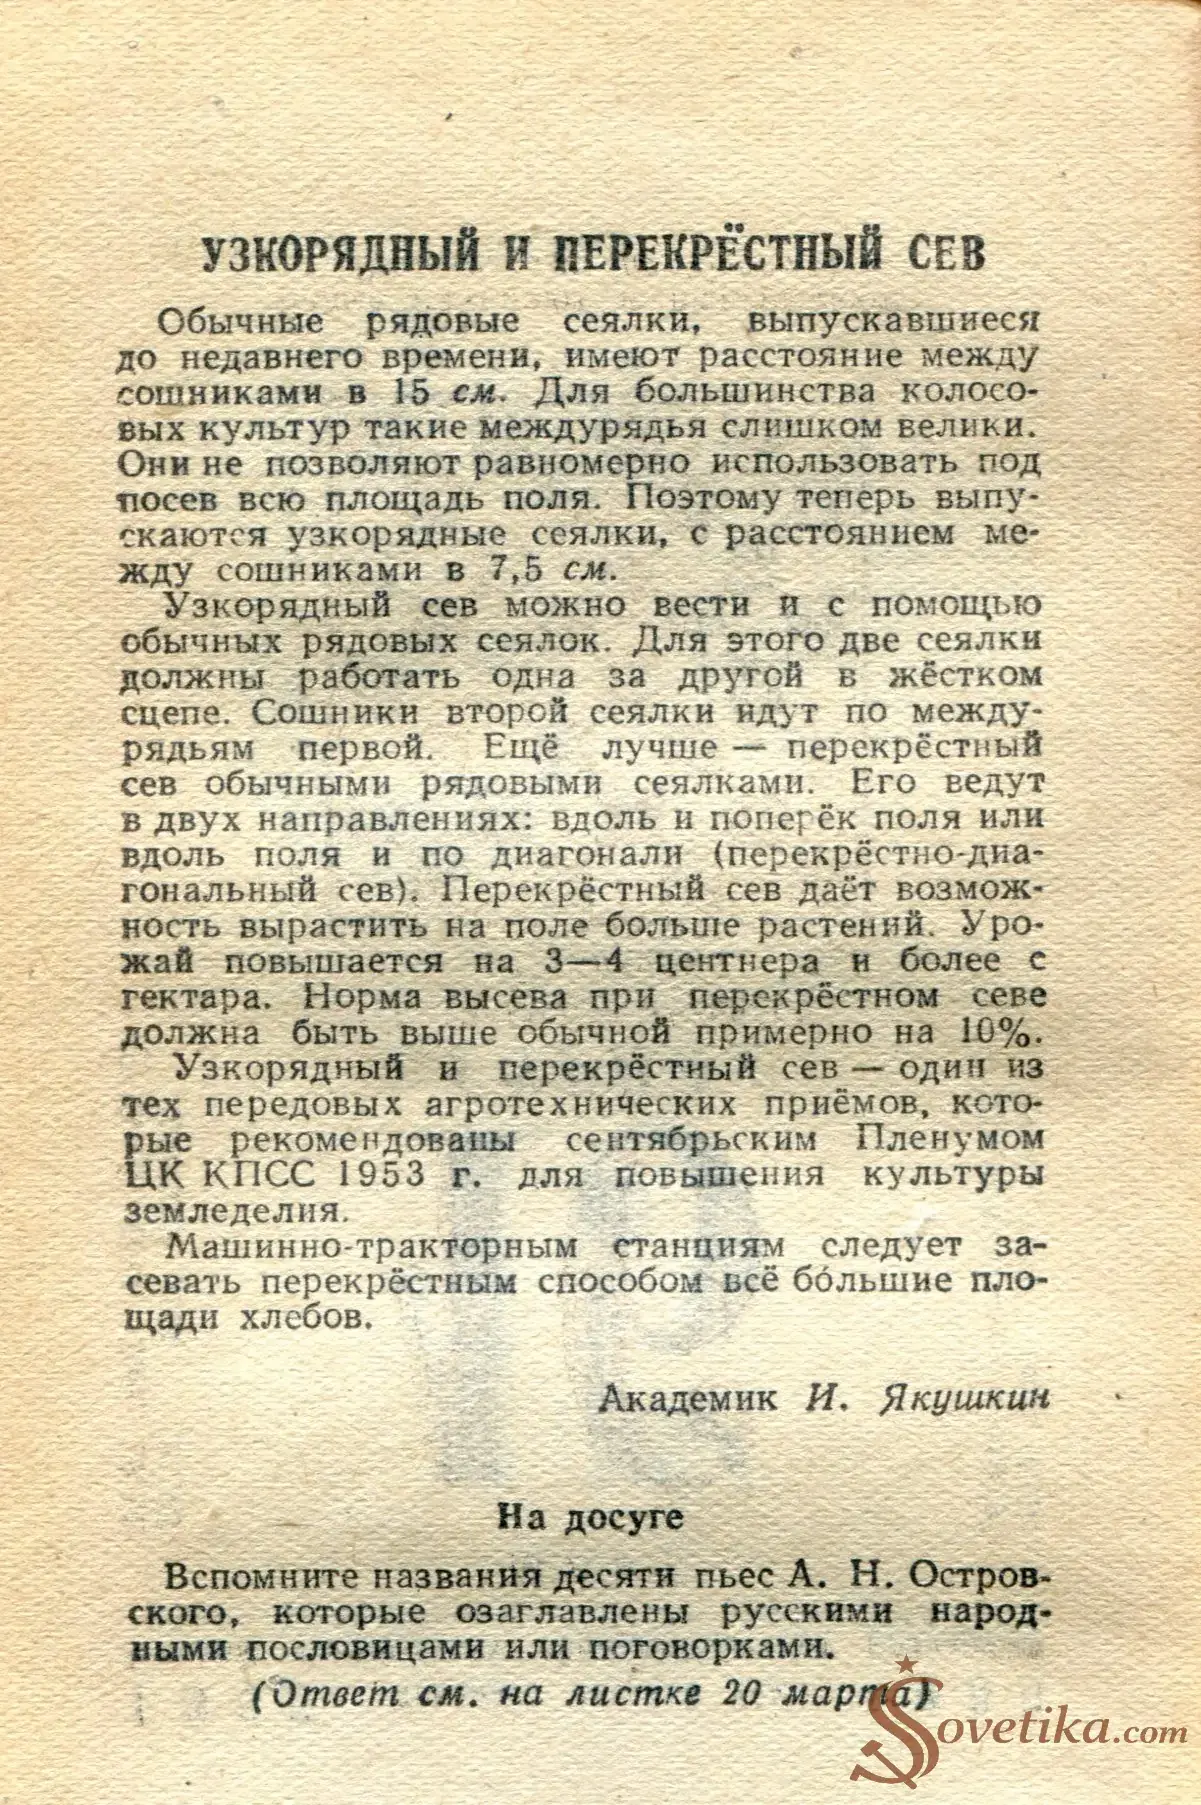 УЗКОРЯДНЫЙ И ПЕРЕКРЁСТНЫЙ СЕВ
Обычные рядовые сеялки, выпускавшиеся
до недавнего времени, имеют расстояние между
сошниками в 15 см. Для большинства колосо-
вых культур такие междурядья слишком велики.
Они не позволяют равномерно использовать под
посев всю площадь поля. Поэтому теперь выпу-
скаются узкорядные сеялки, с расстоянием ме-
жду сошниками в 7,5 см.
Узкорядный сев можно вести и с помощью
обычных рядовых сеялок. Для этого две сеялки
должны работать одна за другой в жёстком
сцепе. Сошники второй сеялки идут по между-
рядьям первой. Ещё лучше — перекрёстный
сев обычными рядовыми сеялками. Его ведут
в двух направлениях: вдоль и поперёк поля или
вдоль поля и по диагонали (перекрёстно-диа-
гональный сев). Перекрёстный сев даёт возмож-
ность вырастить на поле больше растений. Уро-
жай повышается на 3—4 центнера и более с
гектара. Норма высева при перекрёстном севе
должна быть выше обычной примерно на 10%.
Узкорядный и перекрёстный сев — один из
тех передовых агротехнических приёмов, кото-
рые рекомендованы сентябрьским Пленумом
ЦК КПСС 1953 г. для повышения культуры
земледелия.
Машинно-тракторным станциям следует за-
севать перекрёстным способом всё бо́льшие пло-
щади хлебов.
Академик И. Якушкин
На досуге
Вспомните названия десяти пьес А. Н. Остров-
ского, которые озаглавлены русскими народ-
ными пословицами или поговорками.
(Ответ см. на листке 20 марта)
Sovetika.com